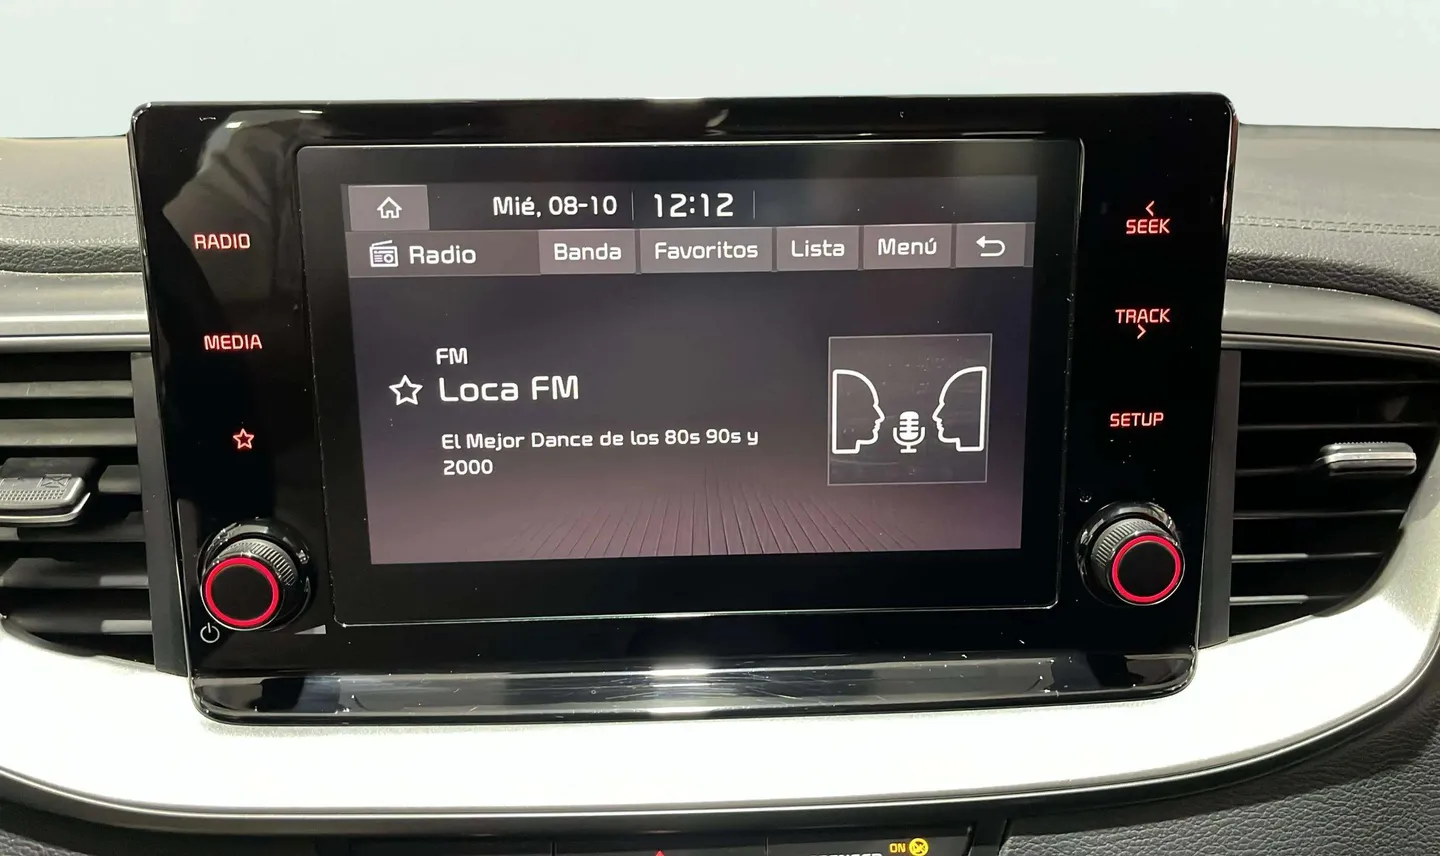 Mié, 08-10 12:12
Radio Banda Favoritos Lista Menú
FM
Loca FM
El Mejor Dance de los 80s 90s y
2000
RADIO
MEDIA
SEEK
TRACK
SETUP
ON